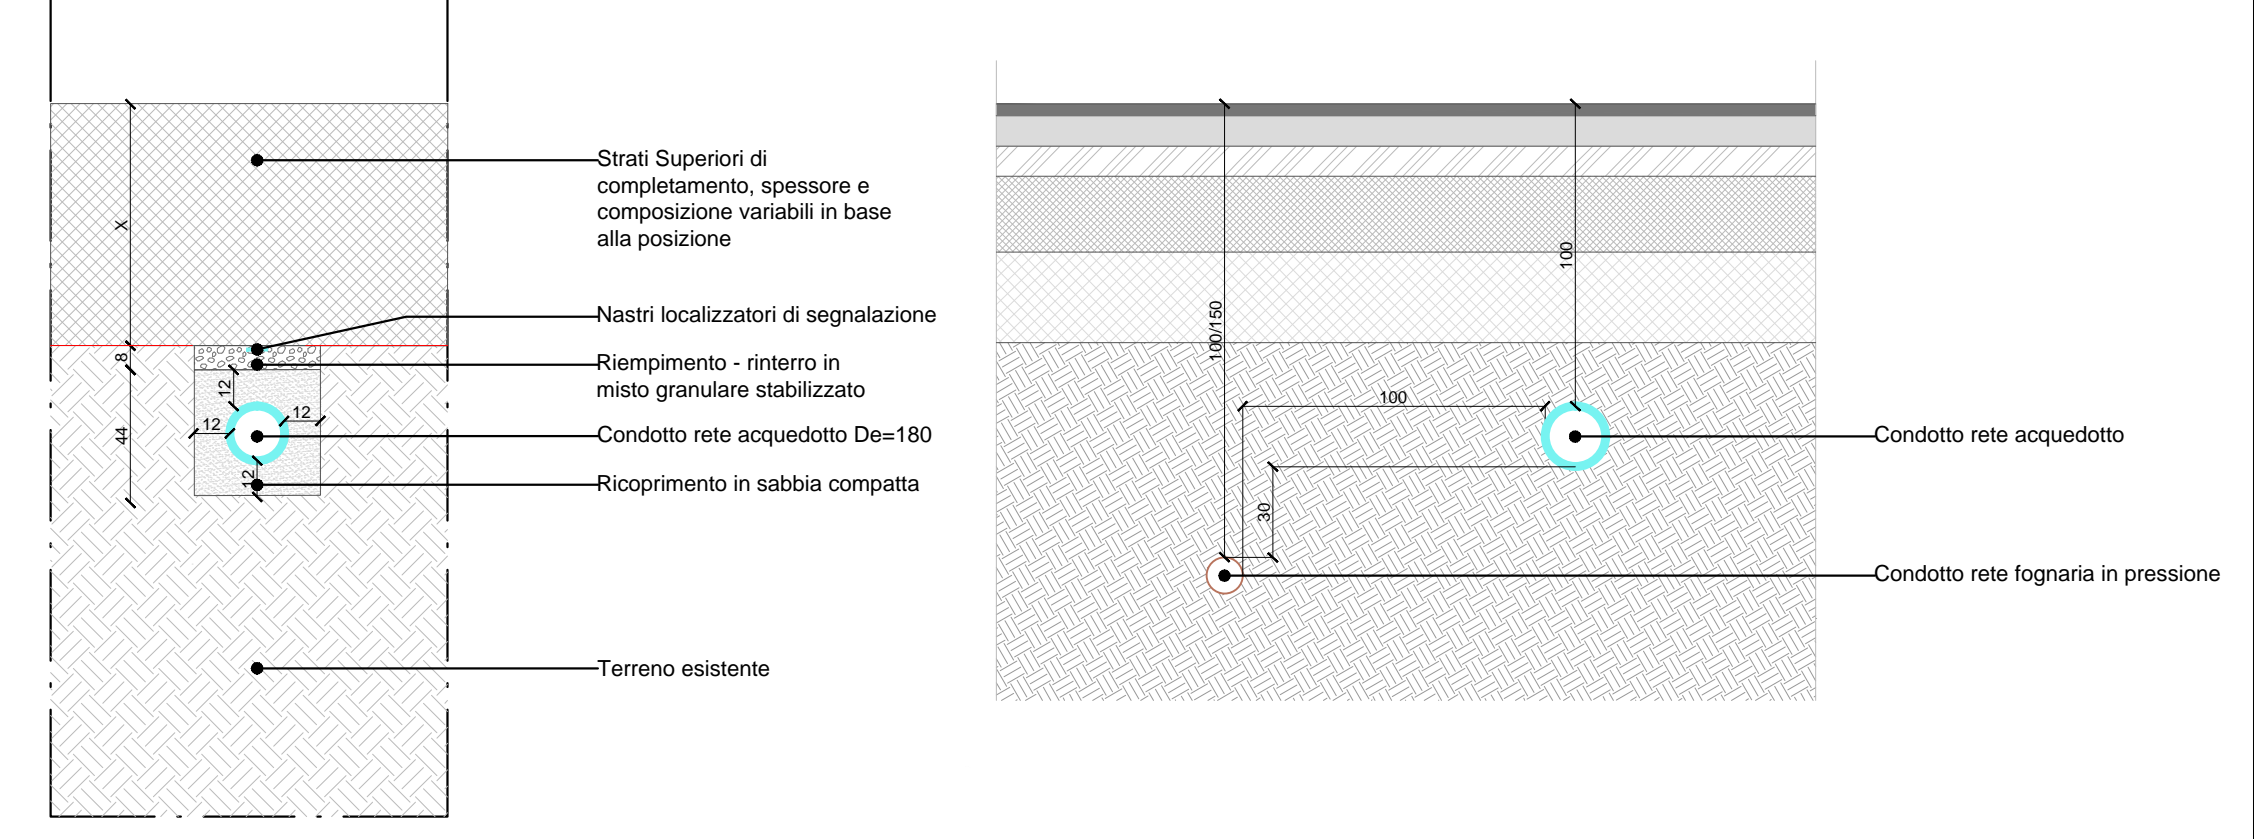 Strati Superiori di
completamento, spessore e
composizione variabili in base
alla posizione
X
Nastri localizzatori di segnalazione
8
Riempimento - rinterro in
misto granulare stabilizzato
12
12
12
44
Condotto rete acquedotto De=180
12
Ricoprimento in sabbia compatta
Terreno esistente
100
100/150
100
Condotto rete acquedotto
30
Condotto rete fognaria in pressione